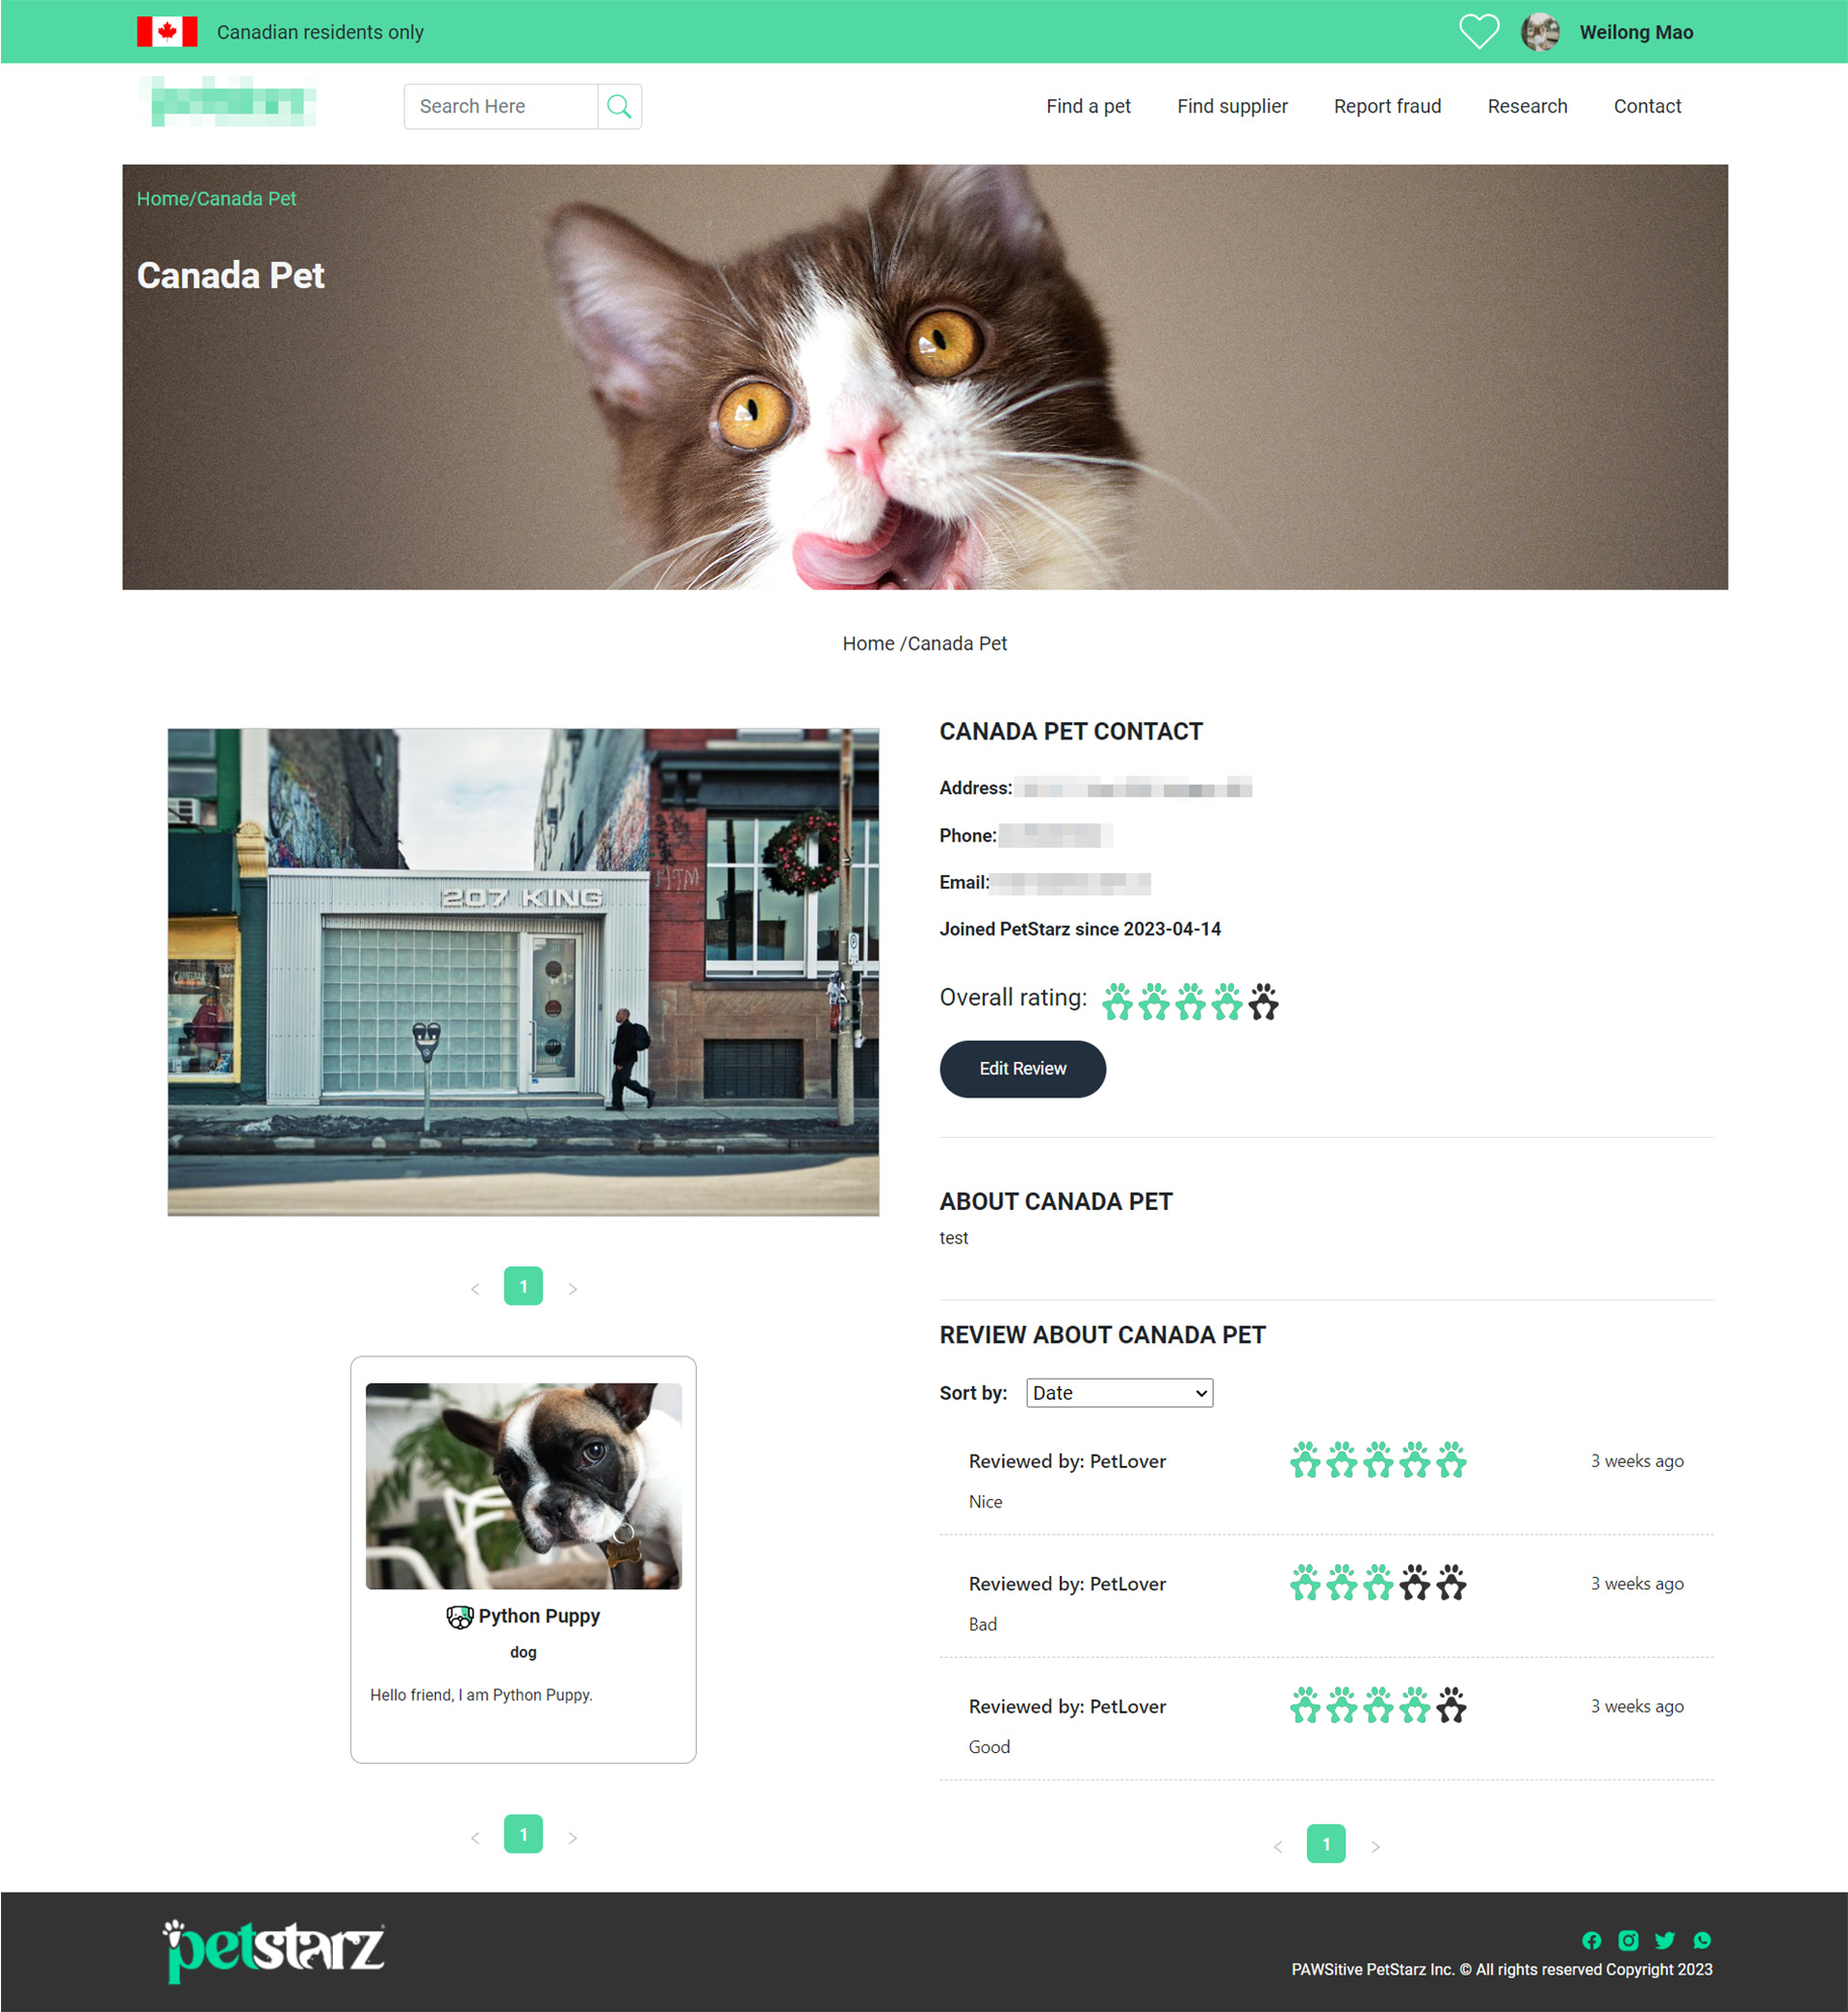 Canadian residents only
Weilong Mao
Search Here
Find a pet
Find supplier
Report fraud
Research
Contact
Home/Canada Pet
Canada Pet
Home /Canada Pet
207 KING
HTM
CANADA PET CONTACT
Address:
Phone:
Email:
Joined PetStarz since 2023-04-14
Overall rating:
Edit Review
ABOUT CANADA PET
test
< 1 >
REVIEW ABOUT CANADA PET
Sort by: Date
Reviewed by: PetLover
3 weeks ago
Nice
Reviewed by: PetLover
3 weeks ago
Bad
Reviewed by: PetLover
3 weeks ago
Good
Python Puppy
dog
Hello friend, I am Python Puppy.
< 1 >
< 1 >
petstarz
PAWSitive PetStarz Inc. © All rights reserved Copyright 2023